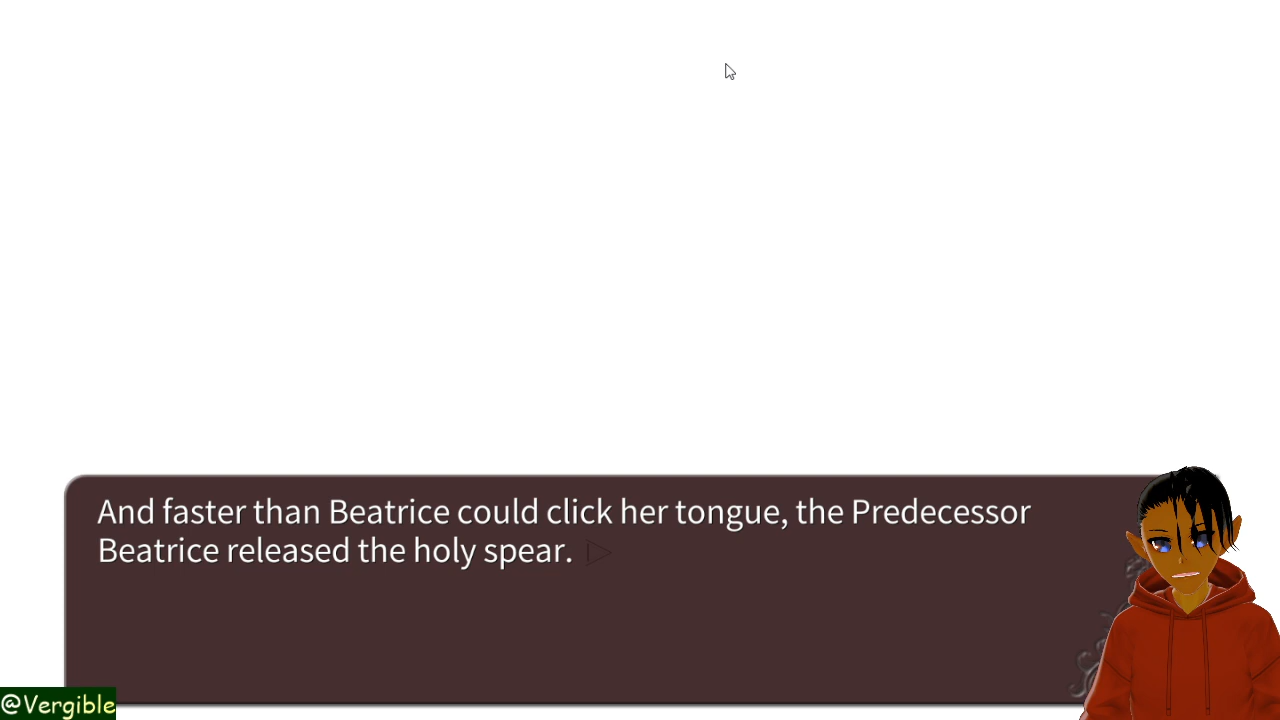 And faster than Beatrice could click her tongue, the Predecessor
Beatrice released the holy spear.
@Vergible